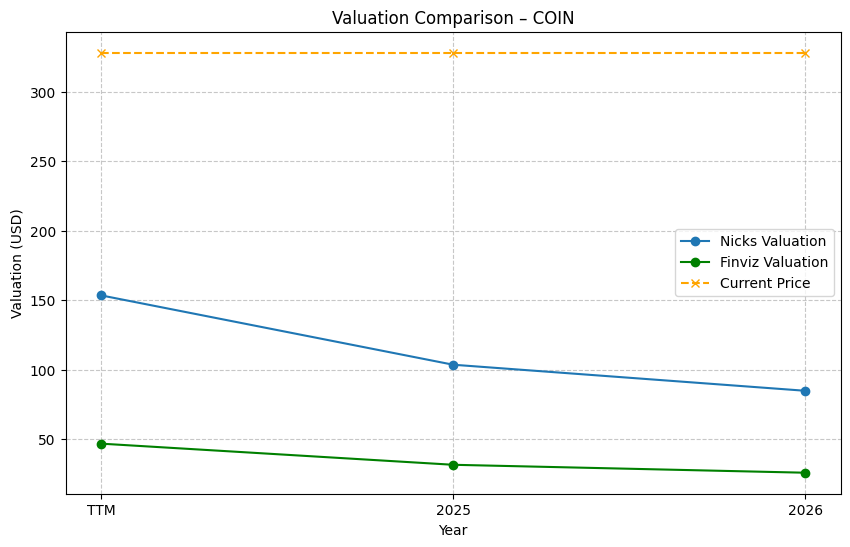 Valuation Comparison – COIN
Valuation (USD)
300
250
200
150
100
50
Nicks Valuation
Finviz Valuation
Current Price
TTM
2025
2026
Year